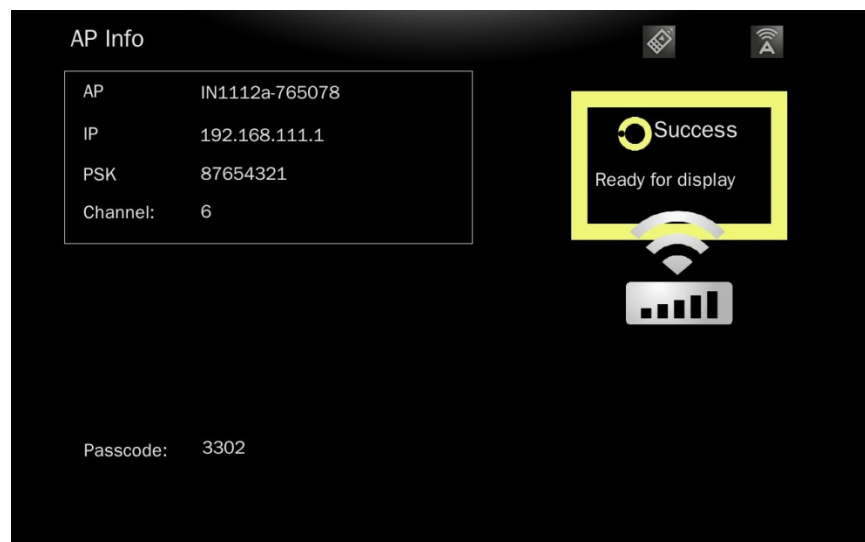 AP Info
AP IN1112a-765078
IP 192.168.111.1
PSK 87654321
Channel: 6
Success
Ready for display
Passcode: 3302